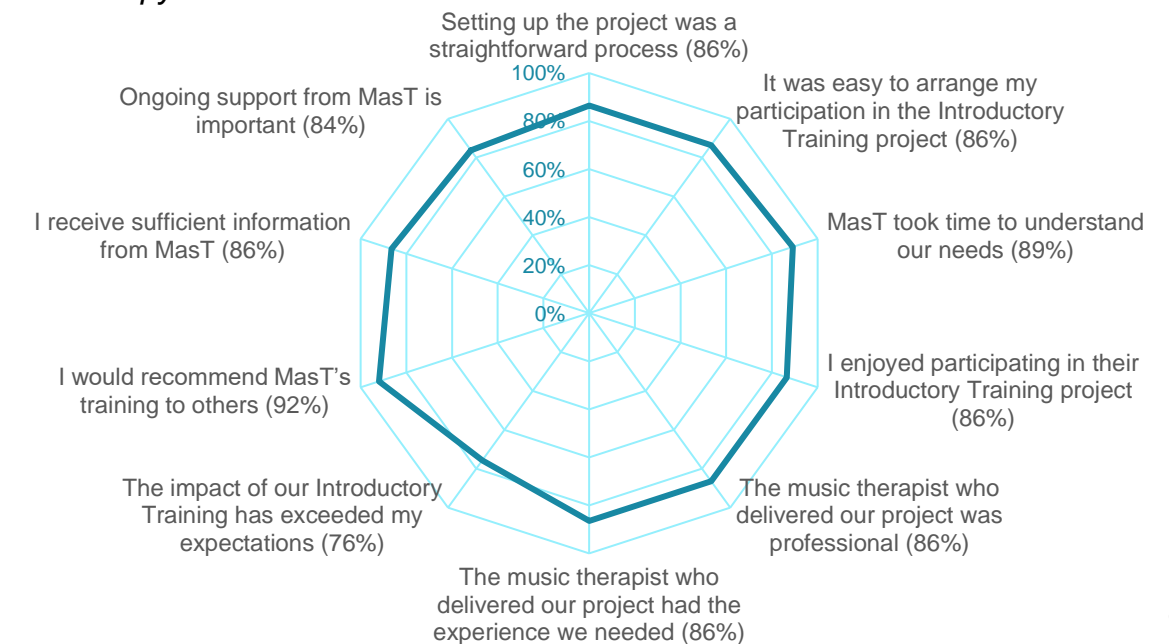 Setting up the project was a
straightforward process (86%)
It was easy to arrange my
participation in the Introductory
Training project (86%)
MasT took time to understand
our needs (89%)
I enjoyed participating in their
Introductory Training project
(86%)
The music therapist who
delivered our project was
professional (86%)
The music therapist who
delivered our project had the
experience we needed (86%)
The impact of our Introductory
Training has exceeded my
expectations (76%)
I would recommend MasT’s
training to others (92%)
I receive sufficient information
from MasT (86%)
Ongoing support from MasT is
important (84%)
100%
80%
60%
40%
20%
0%